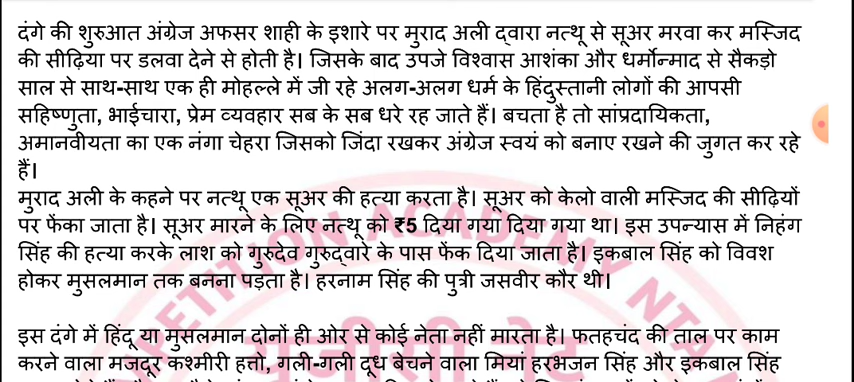 दंगे की शुरुआत अंग्रेज अफसर शाही के इशारे पर मुराद अली द्वारा नत्थू से सूअर मरवा कर मस्जिद
की सीढ़िया पर डलवा देने से होती है। जिसके बाद उपजे विश्वास आशंका और धर्मोन्माद से सैकड़ो
साल से साथ-साथ एक ही मोहल्ले में जी रहे अलग-अलग धर्म के हिंदुस्तानी लोगों की आपसी
सहिष्णुता, भाईचारा, प्रेम व्यवहार सब के सब धरे रह जाते हैं। बचता है तो सांप्रदायिकता,
अमानवीयता का एक नंगा चेहरा जिसको जिंदा रखकर अंग्रेज स्वयं को बनाए रखने की जुगत कर रहे
हैं।
मुराद अली के कहने पर नत्थू एक सूअर की हत्या करता है। सूअर को केलो वाली मस्जिद की सीढ़ियों
पर फेंका जाता है। सूअर मारने के लिए नत्थू को ₹5 दिया गया दिया गया था। इस उपन्यास में निहंग
सिंह की हत्या करके लाश को गुरुदेव गुरुद्वारे के पास फेंक दिया जाता है। इकबाल सिंह को विवश
होकर मुसलमान तक बनना पड़ता है। हरनाम सिंह की पुत्री जसवीर कौर थी।
इस दंगे में हिंदू या मुसलमान दोनों ही ओर से कोई नेता नहीं मारता है। फतहचंद की ताल पर काम
करने वाला मजदूर कश्मीरी हत्तो, गली-गली दूध बेचने वाला मियां हरभजन सिंह और इकबाल सिंह
PETITION ACADEMY NTA
यूजीसी नेट